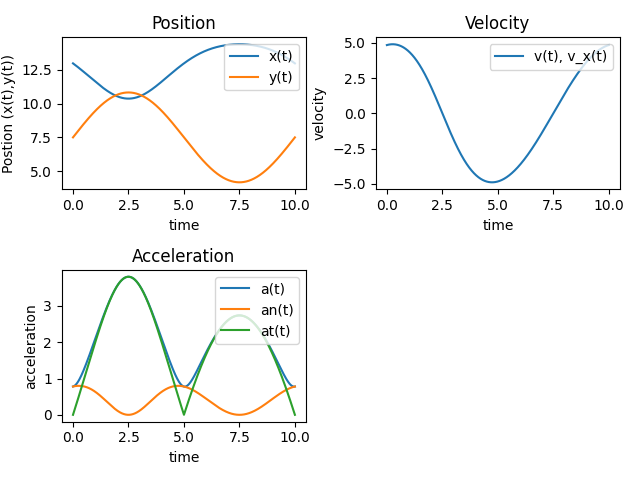 Position
Postion (x(t),y(t))
12.5
10.0
7.5
5.0
x(t)
y(t)
0.0 2.5 5.0 7.5 10.0
time
Velocity
velocity
5.0
2.5
0.0
−2.5
−5.0
v(t), v_x(t)
0.0 2.5 5.0 7.5 10.0
time
Acceleration
acceleration
3
2
1
0
a(t)
an(t)
at(t)
0.0 2.5 5.0 7.5 10.0
time